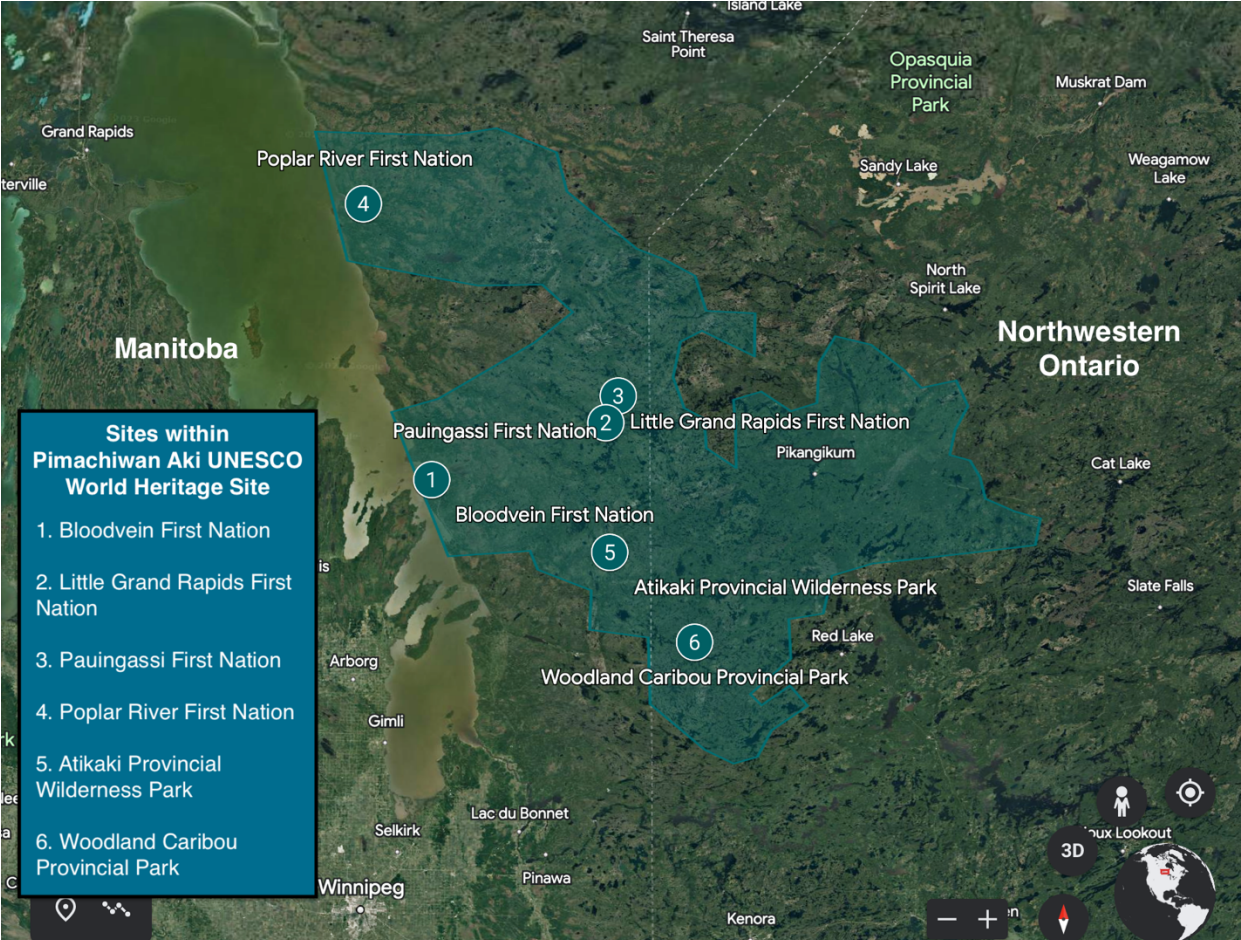 Island Lake
Saint Theresa
Point
Opasquia
Provincial
Park
Muskrat Dam
Grand Rapids
Poplar River First Nation
Sandy Lake
Weagamow
Lake
terville
4
North
Spirit Lake
Manitoba
Northwestern
Ontario
3
2
Little Grand Rapids First Nation
Pauingassi First Nation
Pikangikum
Cat Lake
1
Bloodvein First Nation
5
Atikaki Provincial Wilderness Park
Slate Falls
is
6
Red Lake
Woodland Caribou Provincial Park
Arborg
Gimli
Lac du Bonnet
Selkirk
Pinawa
Winnipeg
Kenora
oux Lookout
3D
en
Sites within
Pimachiwan Aki UNESCO
World Heritage Site
1. Bloodvein First Nation
2. Little Grand Rapids First
Nation
3. Pauingassi First Nation
4. Poplar River First Nation
5. Atikaki Provincial
Wilderness Park
6. Woodland Caribou
Provincial Park